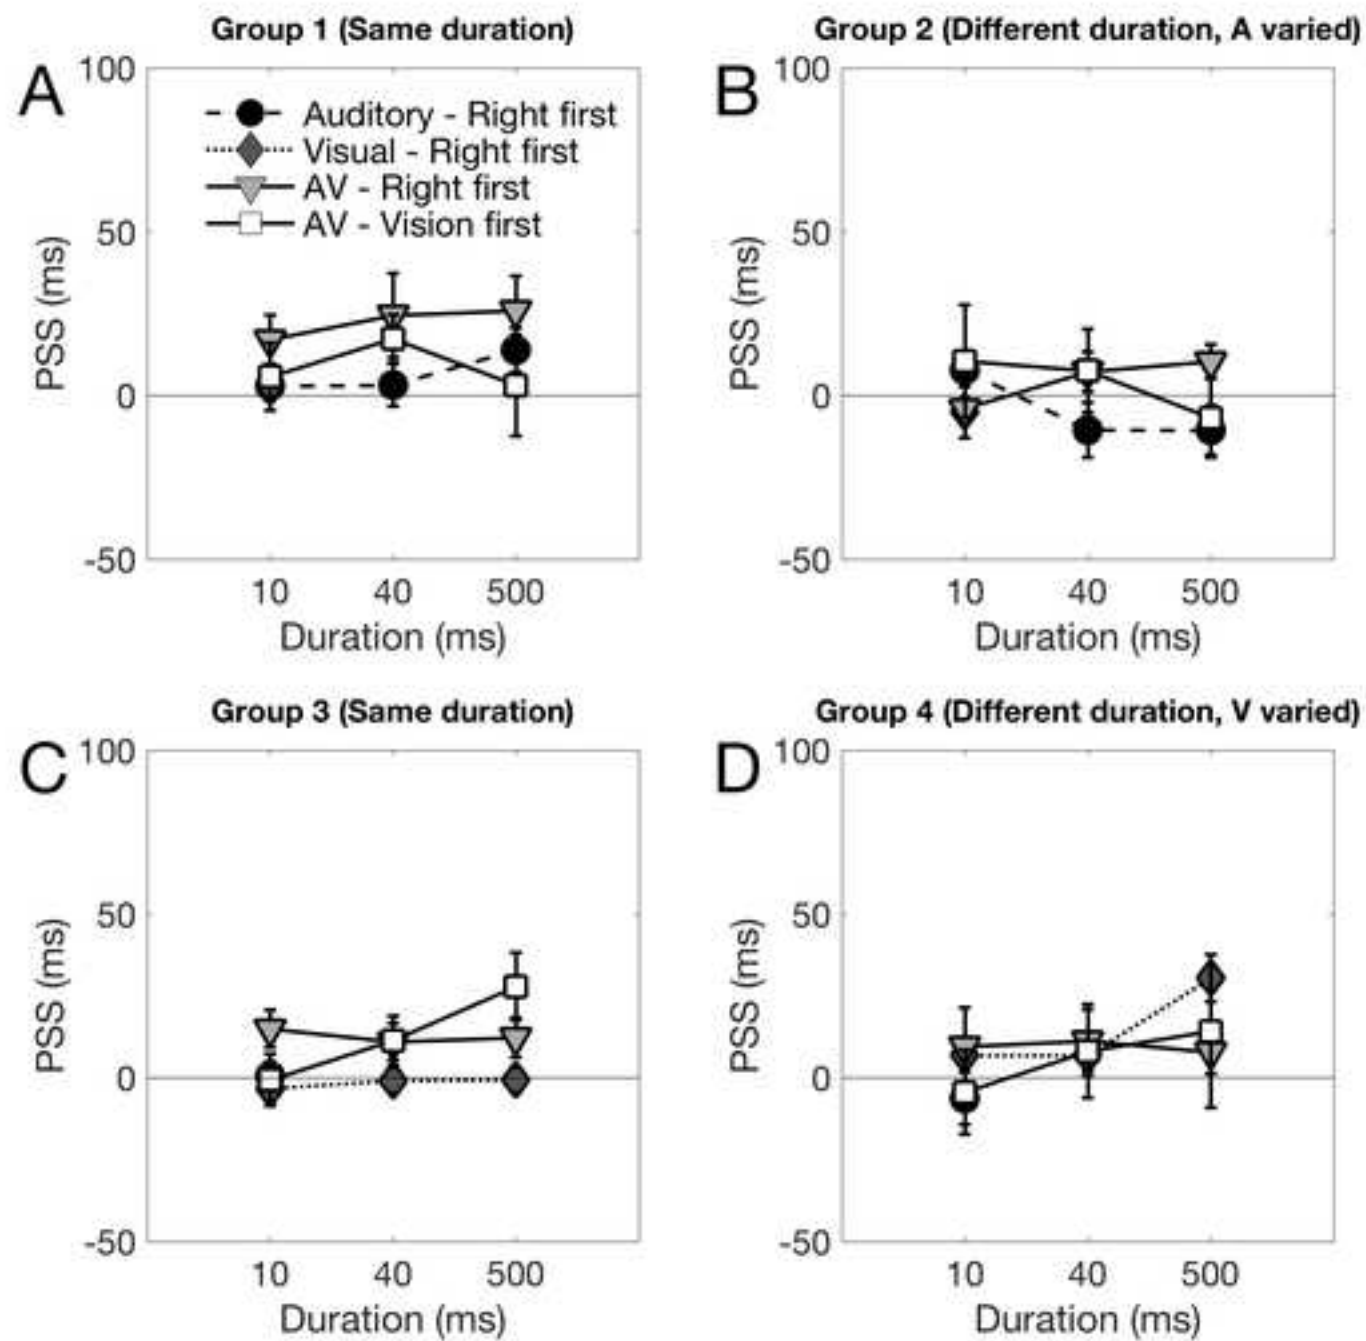 Group 1 (Same duration)
A
100
50
0
-50
PSS (ms)
Auditory - Right first
Visual - Right first
AV - Right first
AV - Vision first
10 40 500
Duration (ms)
Group 2 (Different duration, A varied)
B
100
50
0
-50
PSS (ms)
10 40 500
Duration (ms)
Group 3 (Same duration)
C
100
50
0
-50
PSS (ms)
10 40 500
Duration (ms)
Group 4 (Different duration, V varied)
D
100
50
0
-50
PSS (ms)
10 40 500
Duration (ms)